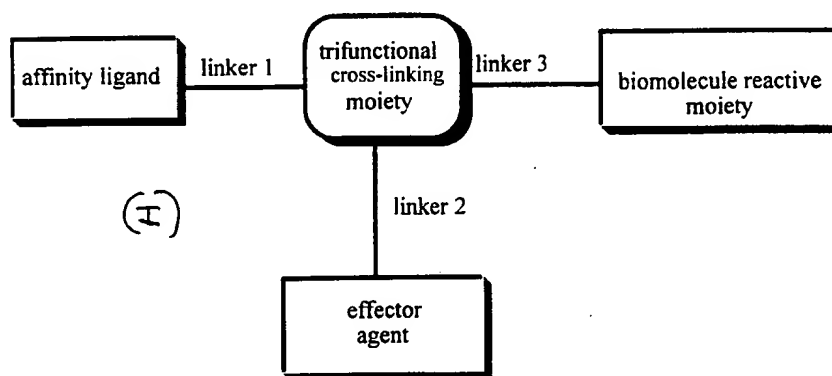 affinity ligand
linker 1
trifunctional
cross-linking
moiety
linker 3
biomolecule reactive
moiety
(I)
linker 2
effector
agent